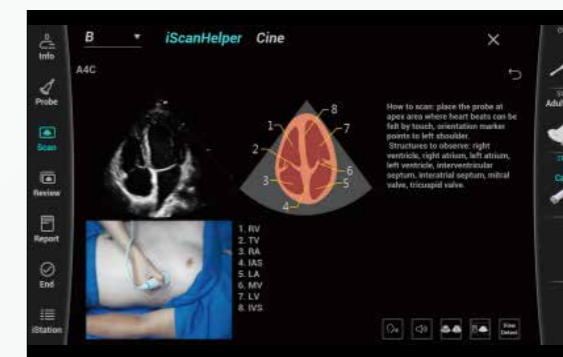 B iScanHelper Cine
Info
A4C
Probe
Scan
Review
Report
End
iStation
8
1
7
2
6
3
5
4
How to scan: place the probe at
apex area where heart beats can be
felt by touch, orientation marker
points to left shoulder.
Structures to observe: right
ventricle, right atrium, left atrium,
left ventricle, interventricular
septum, interatrial septum, mitral
valve, tricuspid valve.
1. RV
2. TV
3. RA
4. IAS
5. LA
6. MV
7. LV
8. IVS